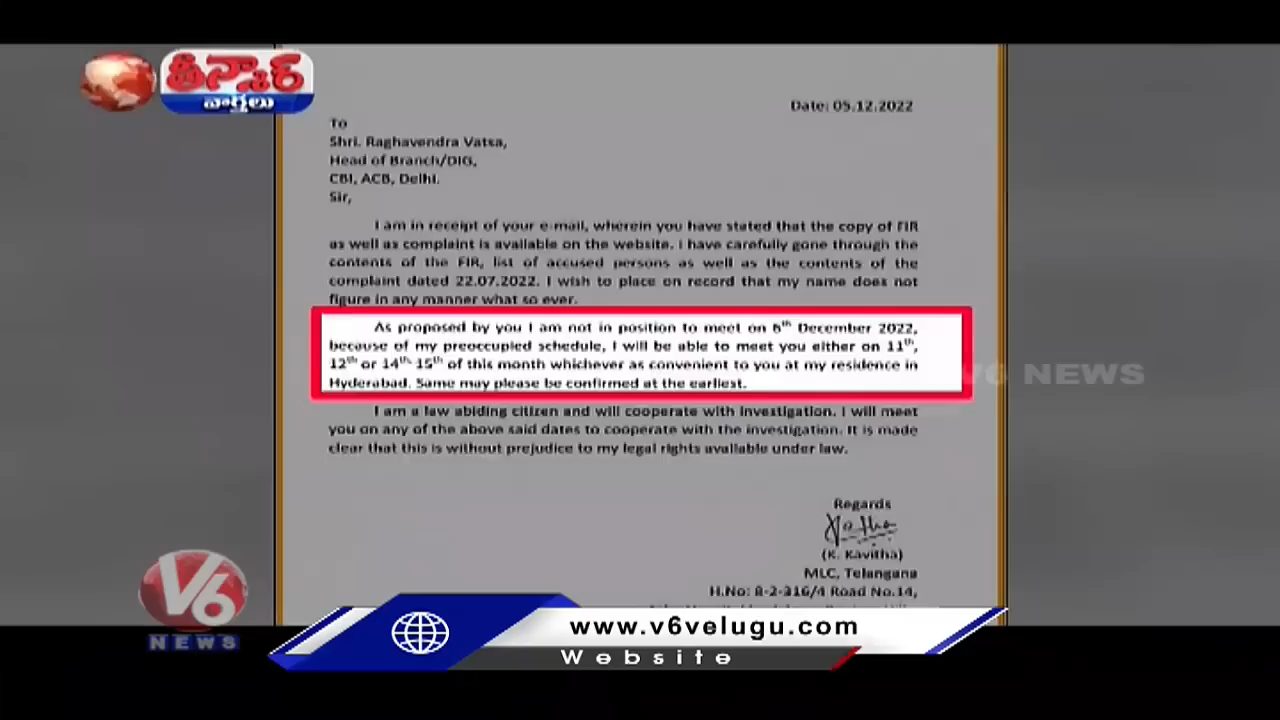 తీన్మార్
వార్తలు
Date: 05.12.2022
To
Shri. Raghavendra Vatsa,
Head of Branch/DIG,
CBI, ACB, Delhi.
Sir,
I am in receipt of your e-mail, wherein you have stated that the copy of FIR
as well as complaint is available on the website. I have carefully gone through the
contents of the FIR, list of accused persons as well as the contents of the
complaint dated 22.07.2022. I wish to place on record that my name does not
figure in any manner what so ever.
As proposed by you I am not in position to meet on 6th December 2022,
because of my preoccupied schedule, I will be able to meet you either on 11th,
12th or 14th 15th of this month whichever as convenient to you at my residence in
Hyderabad. Same may please be confirmed at the earliest.
V6 NEWS
I am a law abiding citizen and will cooperate with investigation. I will meet
you on any of the above said dates to cooperate with the investigation. It is made
clear that this is without prejudice to my legal rights available under law.
Regards
(K. Kavitha)
MLC, Telangana
H.No: 8-2-316/4 Road No.14,
V6
NEWS
www.v6velugu.com
Website